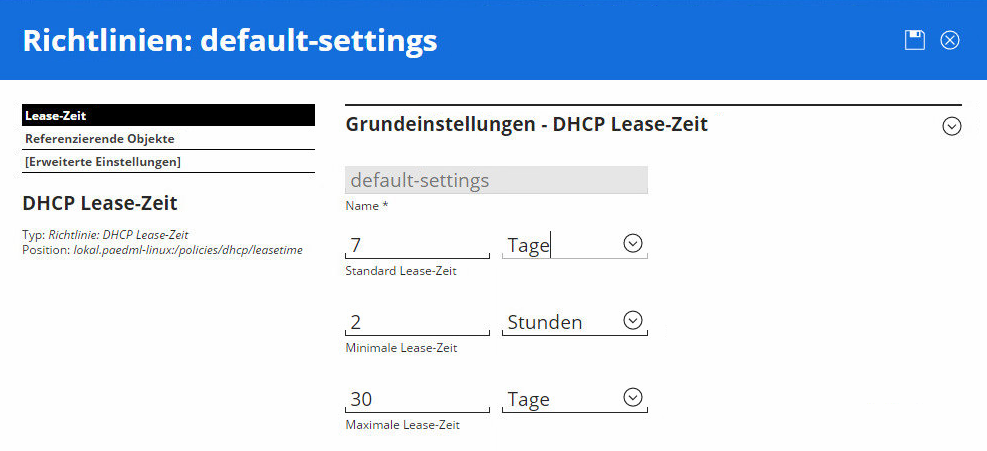 Richtlinien: default-settings
Lease-Zeit
Referenzierende Objekte
[Erweiterte Einstellungen]
DHCP Lease-Zeit
Typ: Richtlinie: DHCP Lease-Zeit
Position: lokal.paedml-linux:/policies/dhcp/leasetime
Grundeinstellungen - DHCP Lease-Zeit
default-settings
Name *
7 Tage
Standard Lease-Zeit
2 Stunden
Minimale Lease-Zeit
30 Tage
Maximale Lease-Zeit